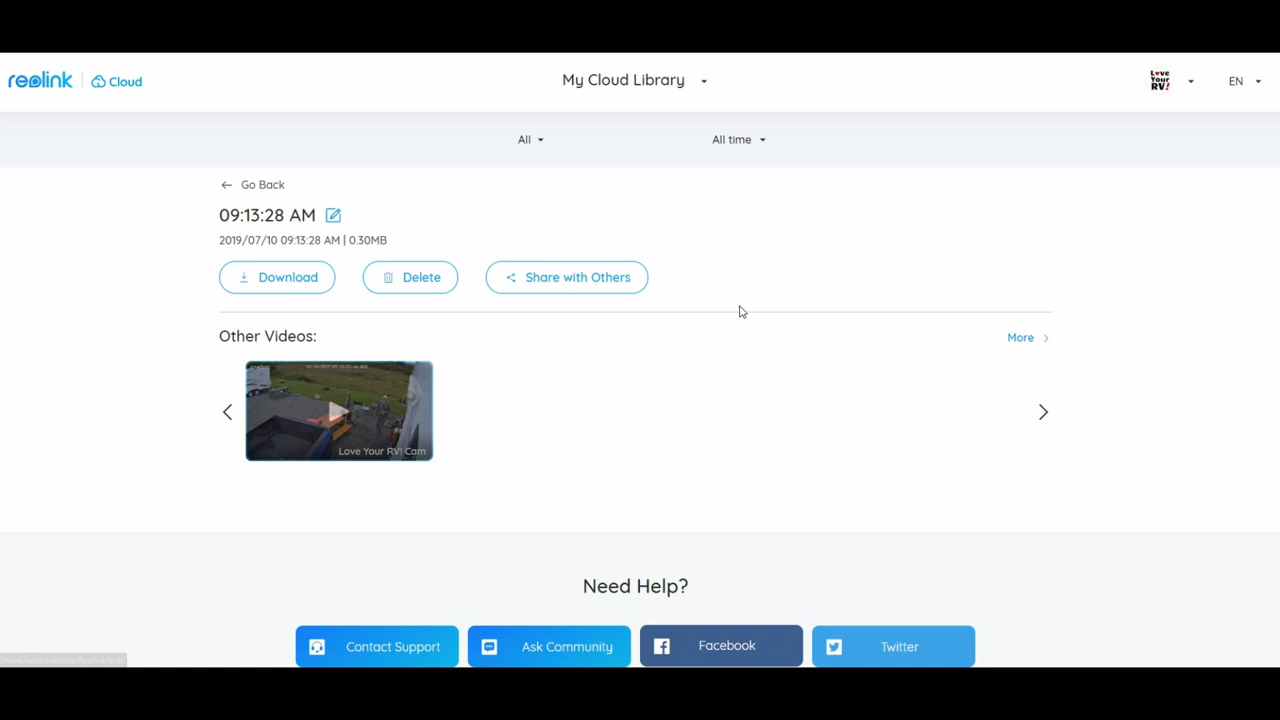 reolink Cloud
My Cloud Library
Love Your RV!
EN
All
All time
Go Back
09:13:28 AM
2019/07/10 09:13:28 AM | 0.30MB
Download
Delete
Share with Others
Other Videos:
More
Love Your RV! Cam
Need Help?
Contact Support
Ask Community
Facebook
Twitter